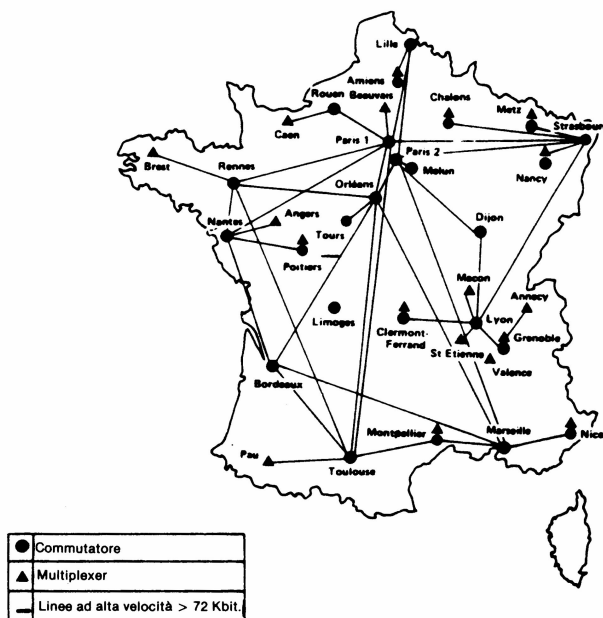 Lille
Amiens
Rouen
Beauvais
Chalons
Metz
Caen
Strasbourg
Paris 1
Paris 2
Brest
Rennes
Orléans
Melun
Nancy
Nantes
Angers
Tours
Dijon
Poitiers
Macon
Annecy
Limoges
Clermont-
Ferrand
Lyon
Grenoble
St Etienne
Valence
Bordeaux
Montpellier
Marseille
Nice
Pau
Toulouse
Commutatore
Multiplexer
Linee ad alta velocità > 72 Kbit.